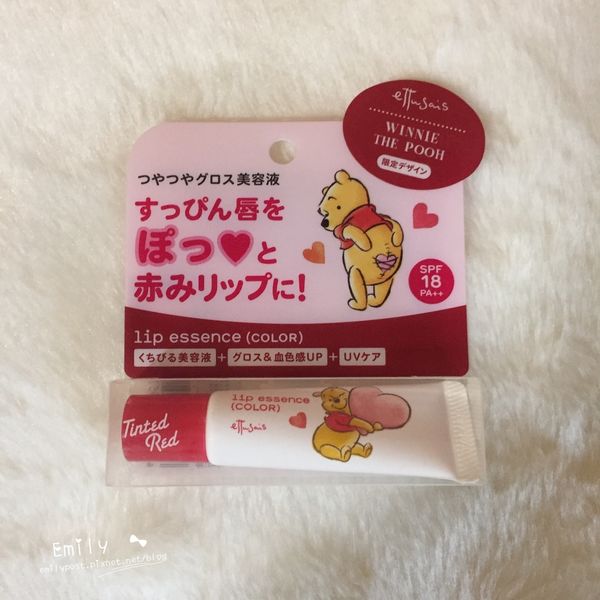 ettusais
WINNIE
THE POOH
限定デザイン
つやつやグロス美容液
すっぴん唇を
ぽっ♥と
赤みリップに!
SPF
18
PA++
lip essence (COLOR)
くちびる美容液 + グロス&血色感UP + UVケア
lip essence
(COLOR)
ettusais
Tinted
Red
Emily
emilypost.pixnet.net/blog